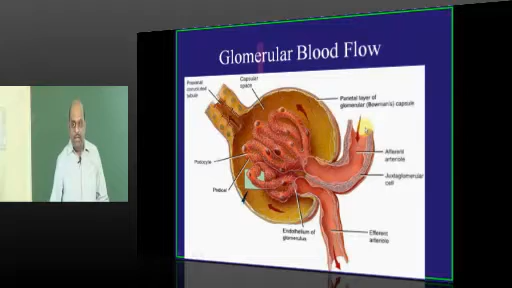 Glomerular Blood Flow
Proximal
convoluted
tubule
Capsular
space
Parietal layer of
glomerular (Bowman's) capsule
Afferent
arteriole
Juxtaglomerular
cell
Podocyte
Pedicel
Endothelium of
glomerulus
Efferent
arteriole